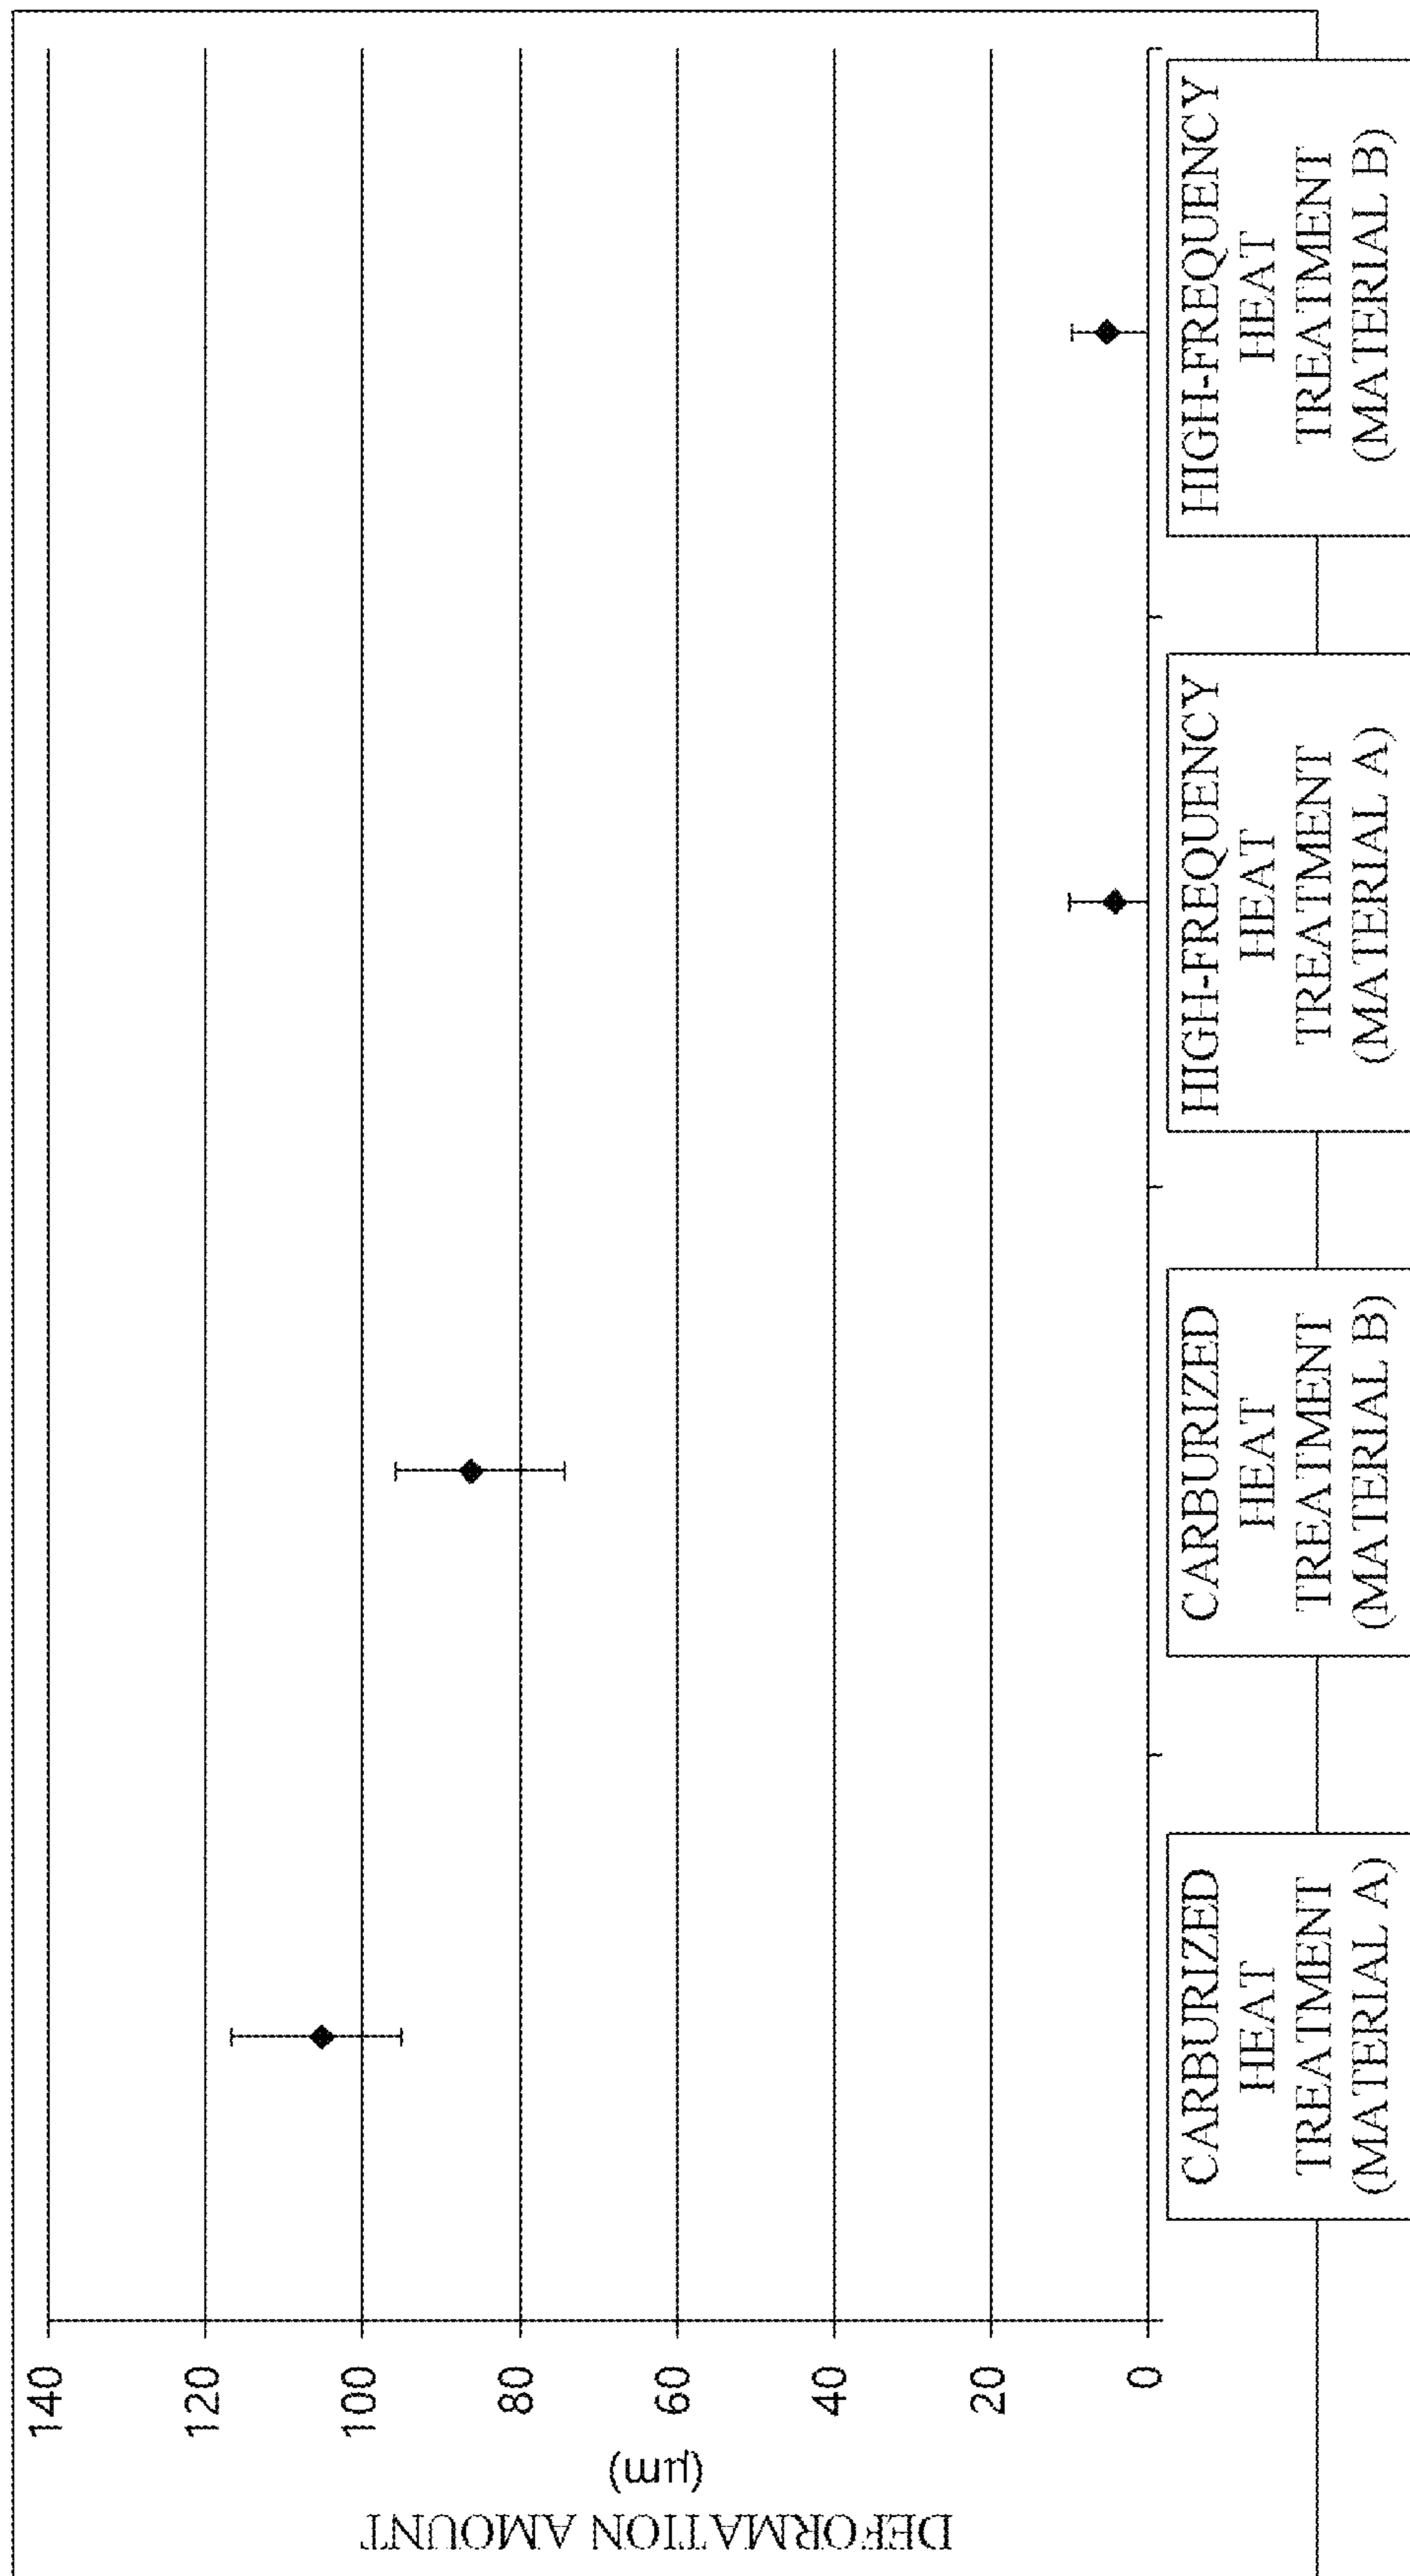 DEFORMATION AMOUNT
(µm)
140
120
100
80
60
40
20
0
CARBURIZED
HEAT
TREATMENT
(MATERIAL A)
CARBURIZED
HEAT
TREATMENT
(MATERIAL B)
HIGH-FREQUENCY
HEAT
TREATMENT
(MATERIAL A)
HIGH-FREQUENCY
HEAT
TREATMENT
(MATERIAL B)